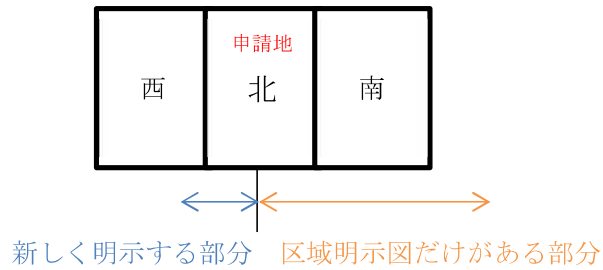 申請地
西
北
南
新しく明示する部分
区域明示図だけがある部分